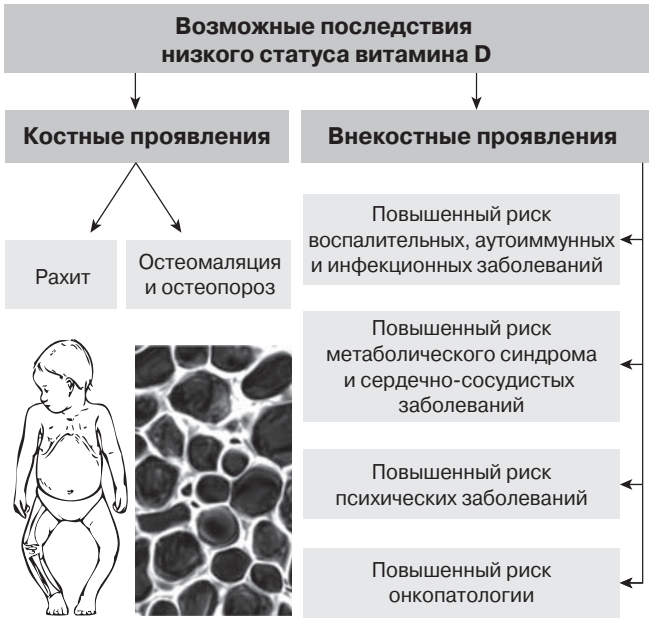 Возможные последствия
низкого статуса витамина D
Костные проявления
Внекостные проявления
Рахит
Остеомаляция
и остеопороз
Повышенный риск
воспалительных, аутоиммунных
и инфекционных заболеваний
Повышенный риск
метаболического синдрома
и сердечно-сосудистых
заболеваний
Повышенный риск
психических заболеваний
Повышенный риск
онкопатологии